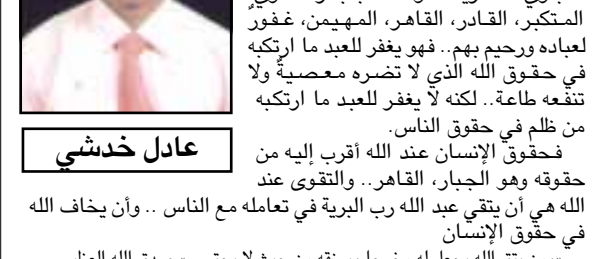 المتكبر، القادر، القاهر، المهيمن، غفورٌ
لعباده ورحيم بهم.. فهو يغفر للعبد ما ارتكبه
في حقوق الله الذي لا تضره معصيةٌ ولا
تنفعه طاعة.. لكنه لا يغفر للعبد ما ارتكبه
من ظلم في حقوق الناس.
عادل خدشي
فحقوق الإنسان عند الله أقرب إليه من
حقوقه وهو الجبار، القاهر.. والتقوى عند
الله هي أن يتقي عبد الله رب البرية في تعامله مع الناس .. وأن يخاف الله
في حقوق الإنسان